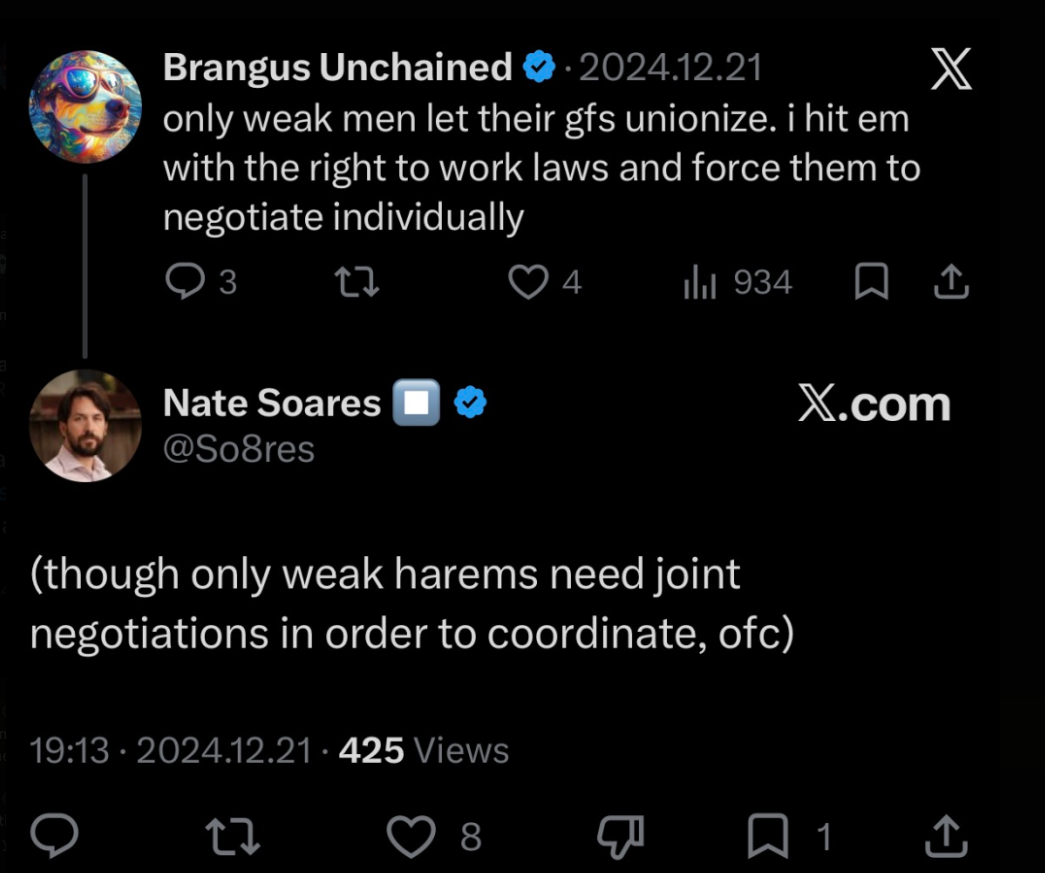 Brangus Unchained · 2024.12.21
only weak men let their gfs unionize. i hit em
with the right to work laws and force them to
negotiate individually
3 4 934
Nate Soares
X.com
@So8res
(though only weak harems need joint
negotiations in order to coordinate, ofc)
19:13 · 2024.12.21 · 425 Views
8 1